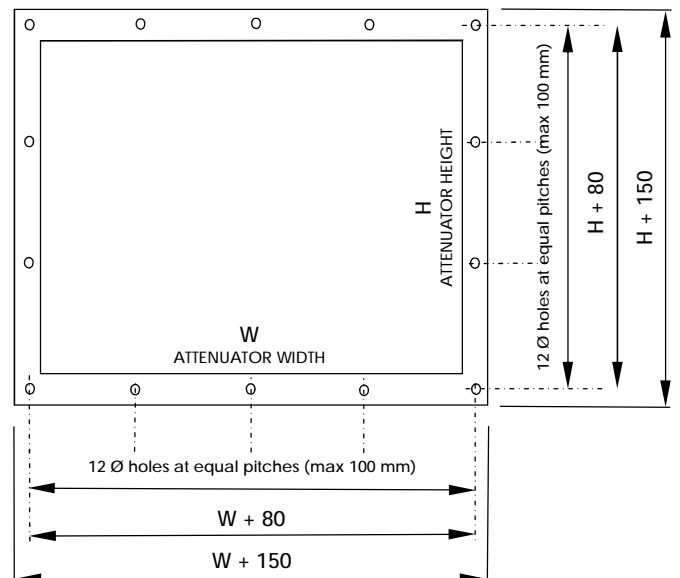 H
ATTENUATOR HEIGHT
12 Ø holes at equal pitches (max 100 mm)
H + 80
H + 150
W
ATTENUATOR WIDTH
12 Ø holes at equal pitches (max 100 mm)
W + 80
W + 150